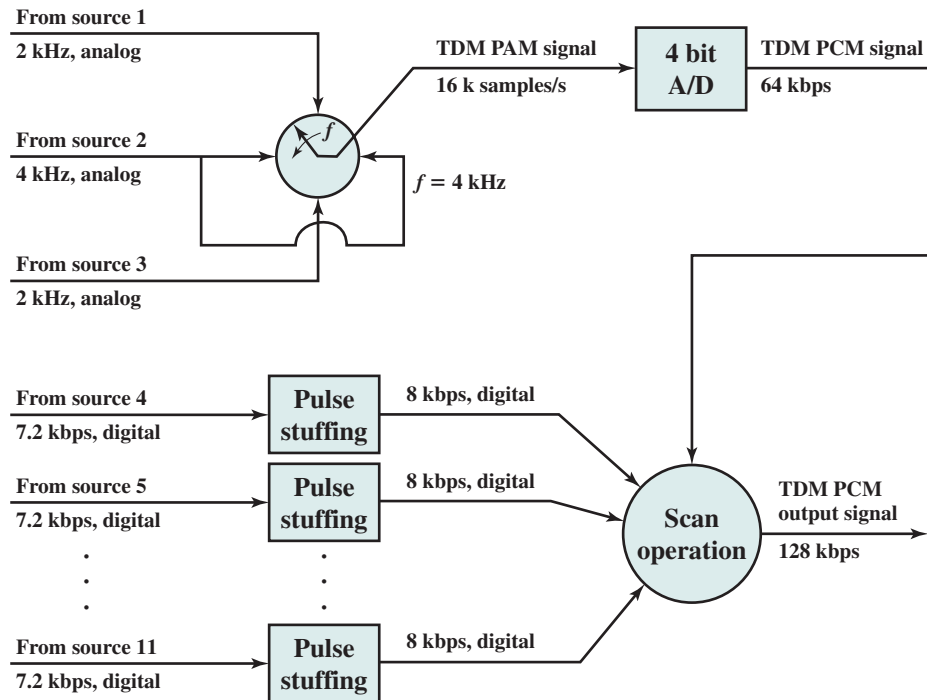 From source 1
2 kHz, analog
TDM PAM signal
16 k samples/s
4 bit
A/D
TDM PCM signal
64 kbps
f
From source 2
4 kHz, analog
f = 4 kHz
From source 3
2 kHz, analog
From source 4
7.2 kbps, digital
Pulse
stuffing
8 kbps, digital
From source 5
7.2 kbps, digital
Pulse
stuffing
8 kbps, digital
Scan
operation
TDM PCM
output signal
128 kbps
From source 11
7.2 kbps, digital
Pulse
stuffing
8 kbps, digital